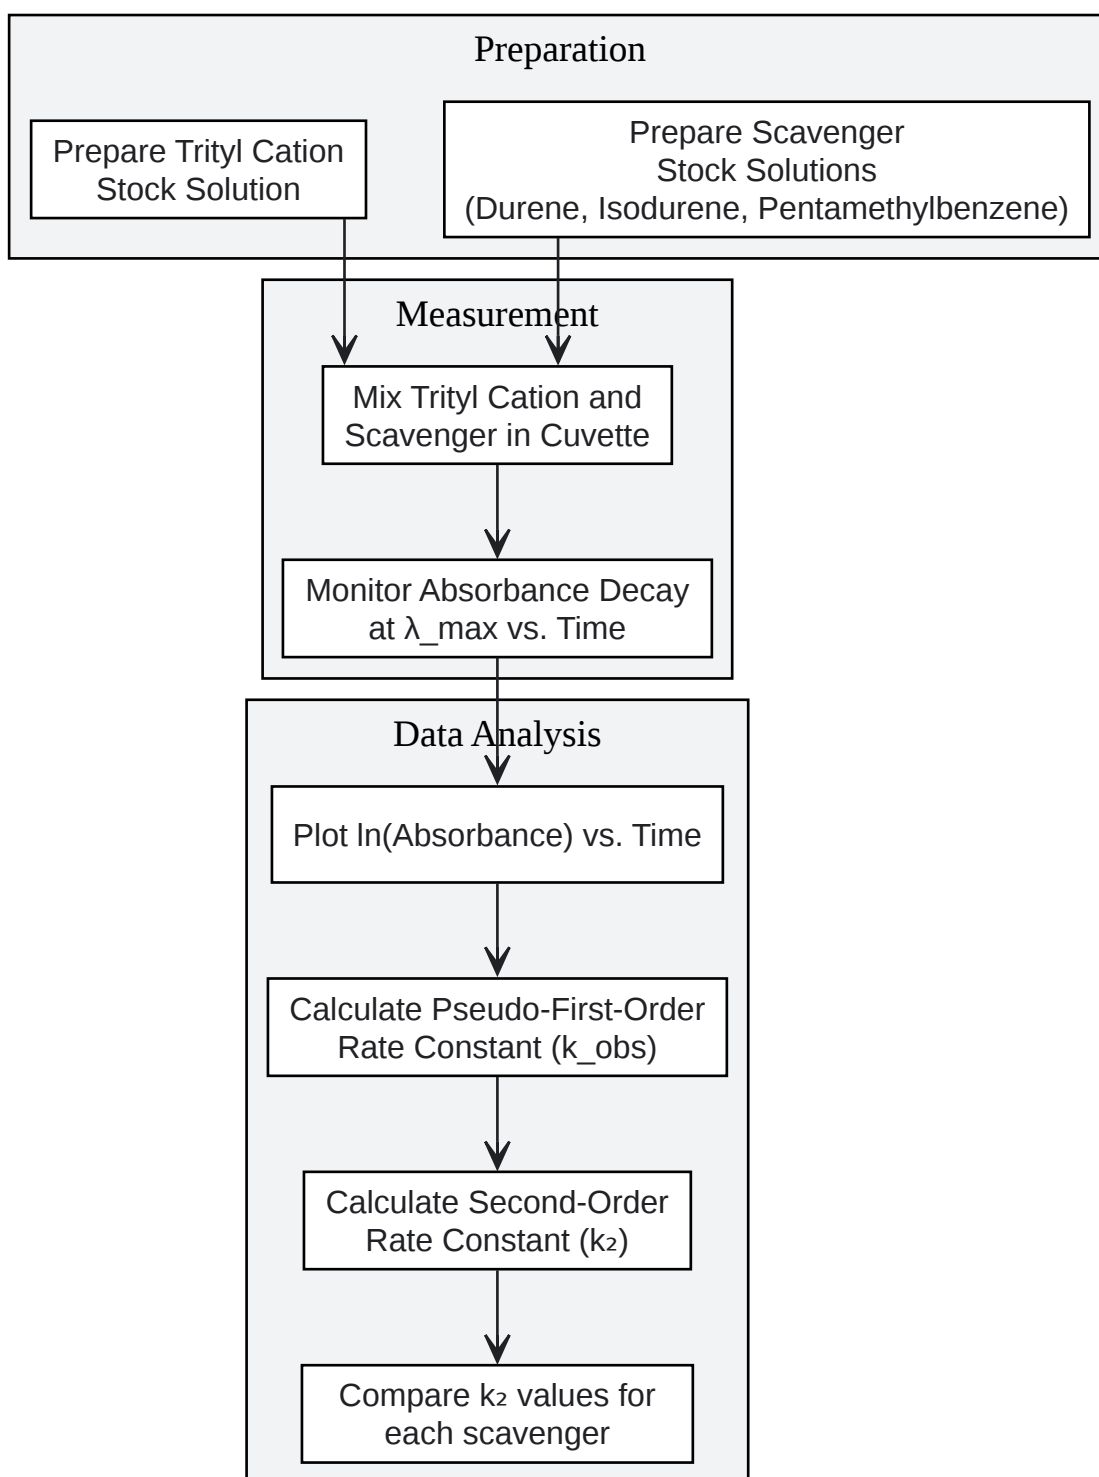 Preparation
Prepare Trityl Cation
Stock Solution
Prepare Scavenger
Stock Solutions
(Durene, Isodurene, Pentamethylbenzene)
Measurement
Mix Trityl Cation and
Scavenger in Cuvette
Monitor Absorbance Decay
at λ_max vs. Time
Data Analysis
Plot ln(Absorbance) vs. Time
Calculate Pseudo-First-Order
Rate Constant (k_obs)
Calculate Second-Order
Rate Constant (k₂)
Compare k₂ values for
each scavenger